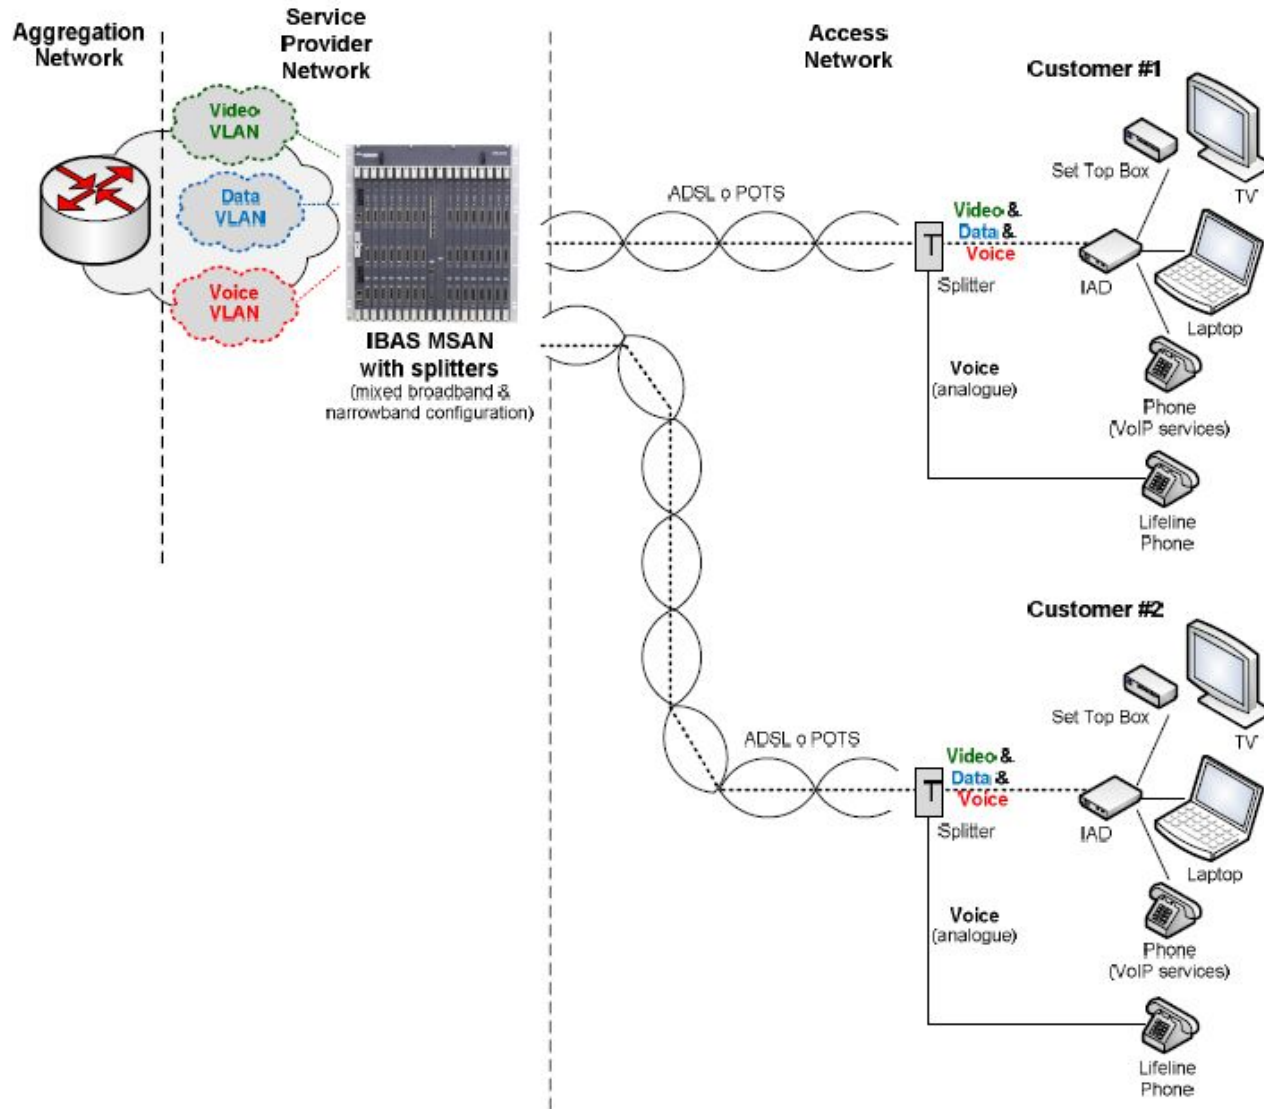 Aggregation
Network
Service
Provider
Network
Access
Network
Video
VLAN
Data
VLAN
Voice
VLAN
IBAS MSAN
with splitters
(mixed broadband &
narrowband configuration)
ADSL o POTS
Customer #1
Set Top Box
TV
Video &
Data &
Voice
Splitter
IAD
Laptop
Voice
(analogue)
Phone
(VoIP services)
Lifeline
Phone
Customer #2
Set Top Box
TV
ADSL o POTS
Video &
Data &
Voice
Splitter
IAD
Laptop
Voice
(analogue)
Phone
(VoIP services)
Lifeline
Phone